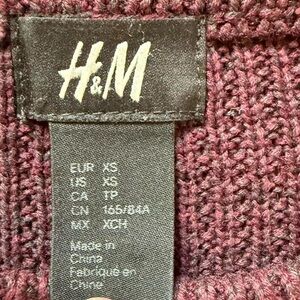 H&M
EUR XS
US XS
CA TP
CN 165/84A
MX XCH
Made in
China
Fabriqué en
Chine